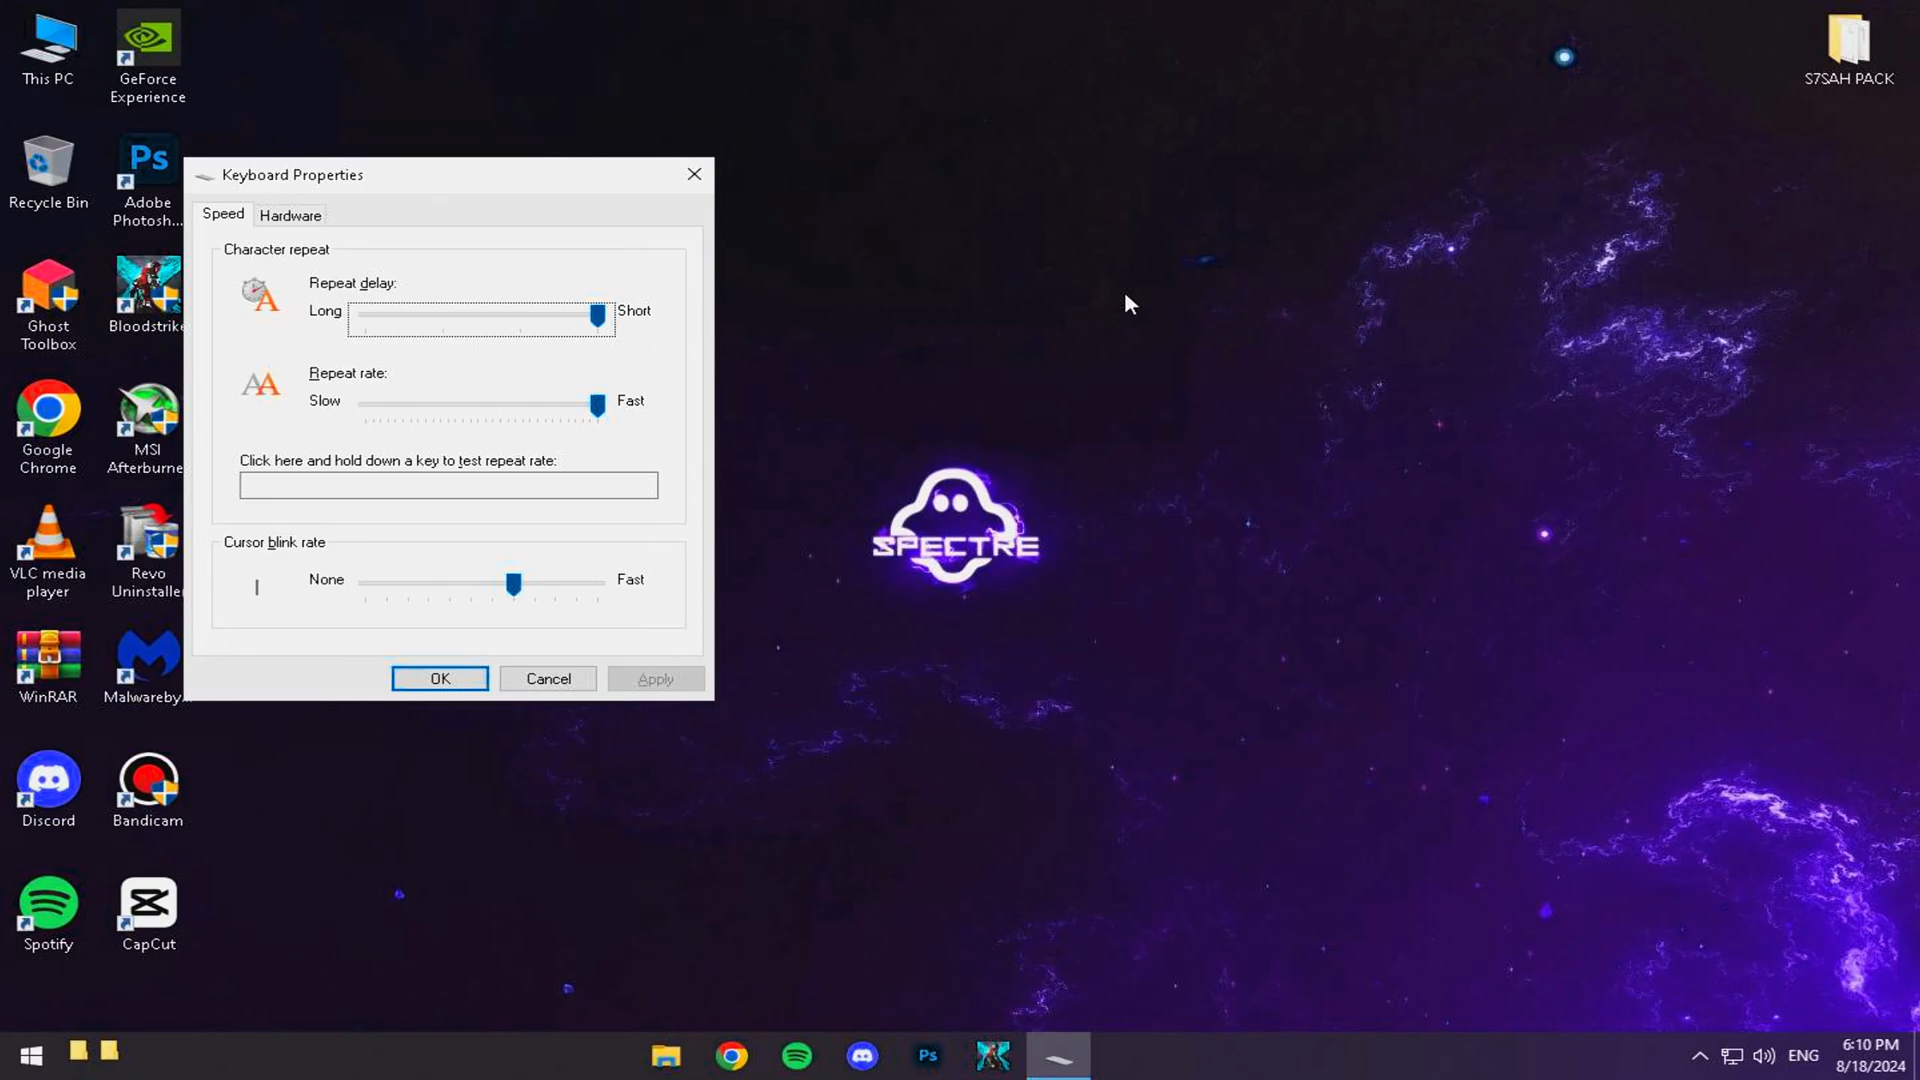 This PC
GeForce
Experience
Recycle Bin
Adobe
Photosh...
Ps
Ghost
Toolbox
Bloodstrike
Google
Chrome
MSI
Afterburner
VLC media
player
Revo
Uninstaller
WinRAR
Malwareby...
Discord
Bandicam
Spotify
CapCut
S7SAH PACK
Keyboard Properties
Speed
Hardware
Character repeat
Repeat delay:
Long
Short
Repeat rate:
Slow
Fast
Click here and hold down a key to test repeat rate:
Cursor blink rate
None
Fast
OK
Cancel
Apply
SPECTRE
Ps
ENG
6:10 PM
8/18/2024